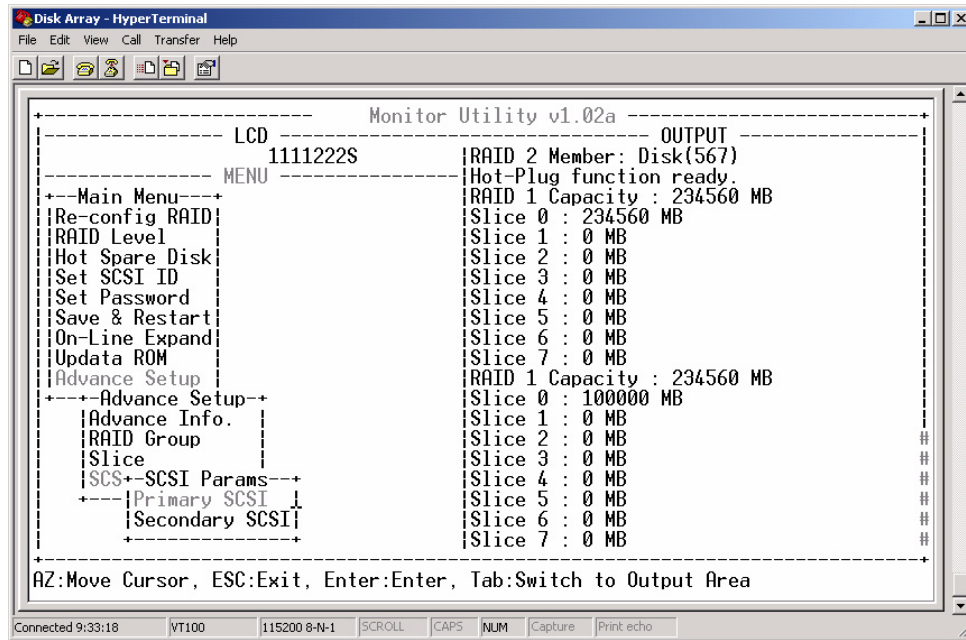 Disk Array - HyperTerminal
File Edit View Call Transfer Help
Monitor Utility v1.02a
LCD
OUTPUT
1111222S
RAID 2 Member: Disk(567)
MENU
Hot-Plug function ready.
Main Menu
RAID 1 Capacity : 234560 MB
Re-config RAID
Slice 0 : 234560 MB
RAID Level
Slice 1 : 0 MB
Hot Spare Disk
Slice 2 : 0 MB
Set SCSI ID
Slice 3 : 0 MB
Set Password
Slice 4 : 0 MB
Save & Restart
Slice 5 : 0 MB
On-Line Expand
Slice 6 : 0 MB
Updata ROM
Slice 7 : 0 MB
Advance Setup
RAID 1 Capacity : 234560 MB
Advance Setup
Slice 0 : 100000 MB
Advance Info.
Slice 1 : 0 MB
RAID Group
Slice 2 : 0 MB #
Slice
Slice 3 : 0 MB #
SCS
SCSI Params
Slice 4 : 0 MB #
Primary SCSI
Slice 5 : 0 MB #
Secondary SCSI
Slice 6 : 0 MB #
Slice 7 : 0 MB #
AZ:Move Cursor, ESC:Exit, Enter:Enter, Tab:Switch to Output Area
Connected 9:33:18 VT100 115200 8-N-1 SCROLL CAPS NUM Capture Print echo